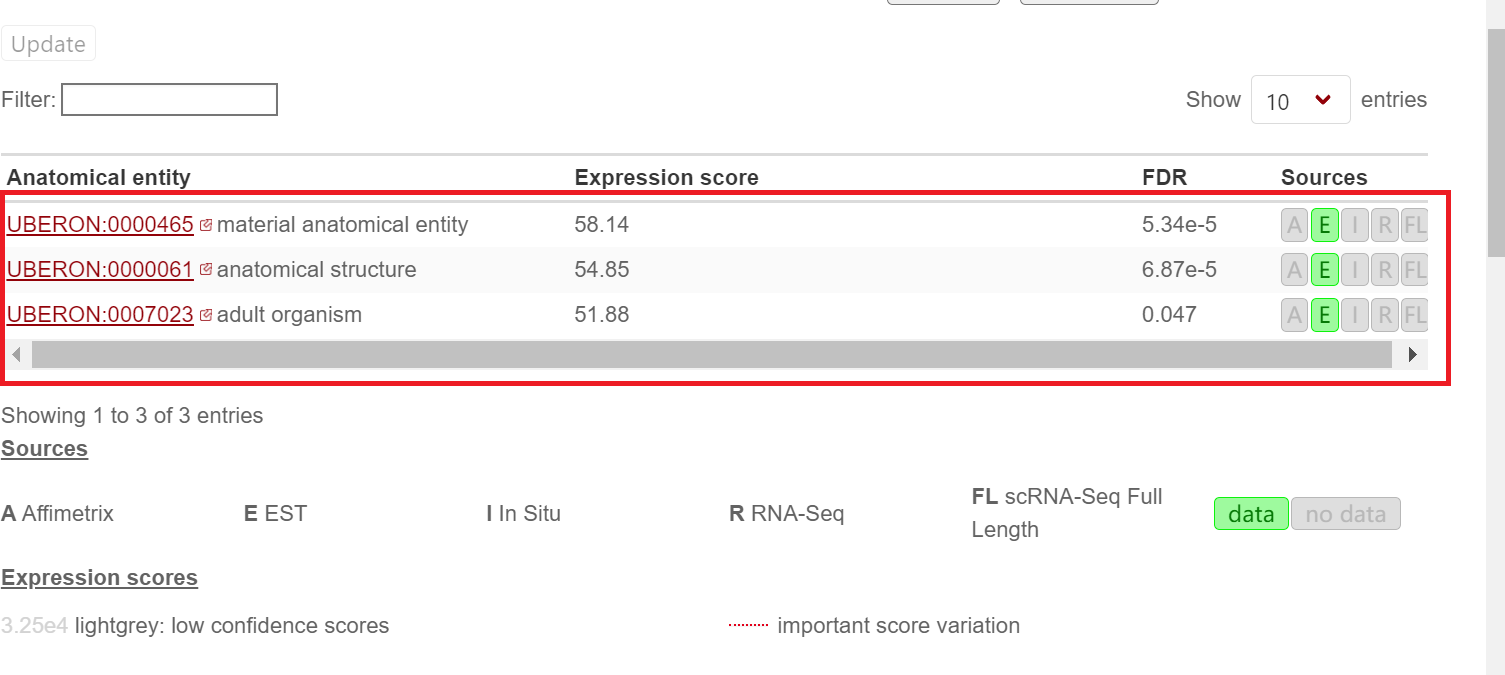 Update
Filter:
Show 10 entries
Anatomical entity Expression score FDR Sources
UBERON:0000465 material anatomical entity 58.14 5.34e-5 A E I R FL
UBERON:0000061 anatomical structure 54.85 6.87e-5 A E I R FL
UBERON:0007023 adult organism 51.88 0.047 A E I R FL
Showing 1 to 3 of 3 entries
Sources
A Affimetrix E EST I In Situ R RNA-Seq FL scRNA-Seq Full
Length data no data
Expression scores
3.25e4 lightgrey: low confidence scores important score variation